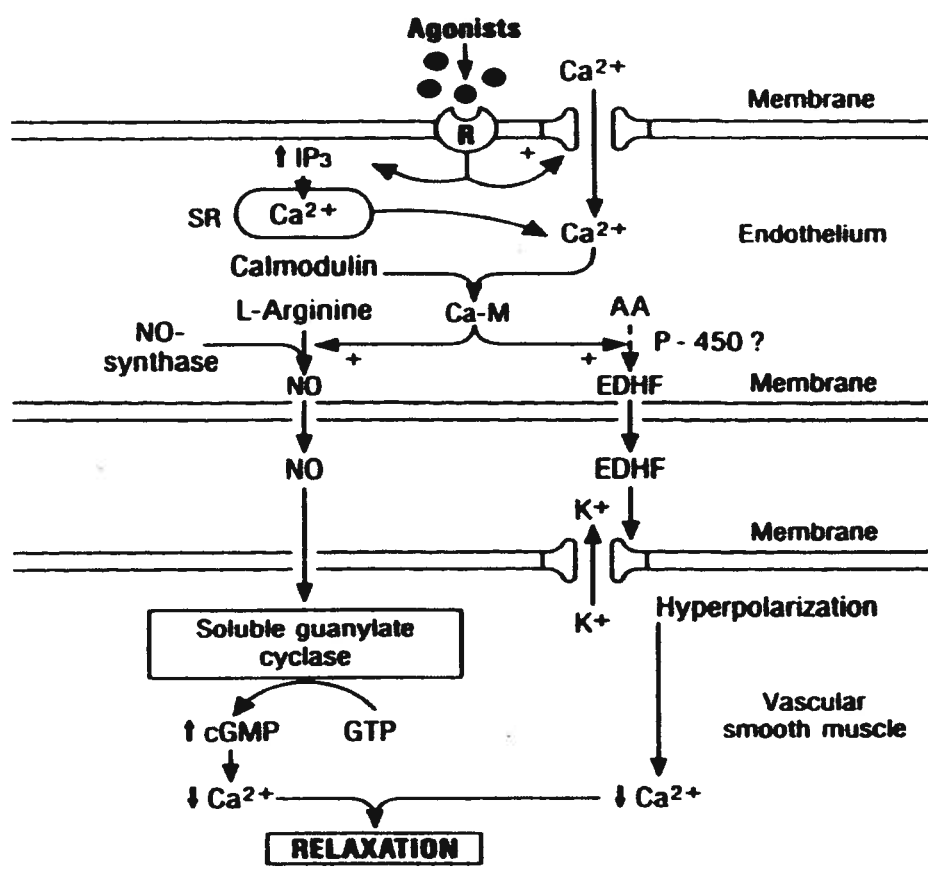 Agonists
Ca2+
Membrane
R
+
↑ IP3
SR
Ca2+
Ca2+
Endothelium
Calmodulin
L-Arginine
Ca-M
AA
NO-
synthase
+
+
P - 450 ?
NO
EDHF
Membrane
NO
EDHF
K+
Membrane
K+
Hyperpolarization
Soluble guanylate
cyclase
↑ cGMP
GTP
Vascular
smooth muscle
↓ Ca2+
↓ Ca2+
RELAXATION